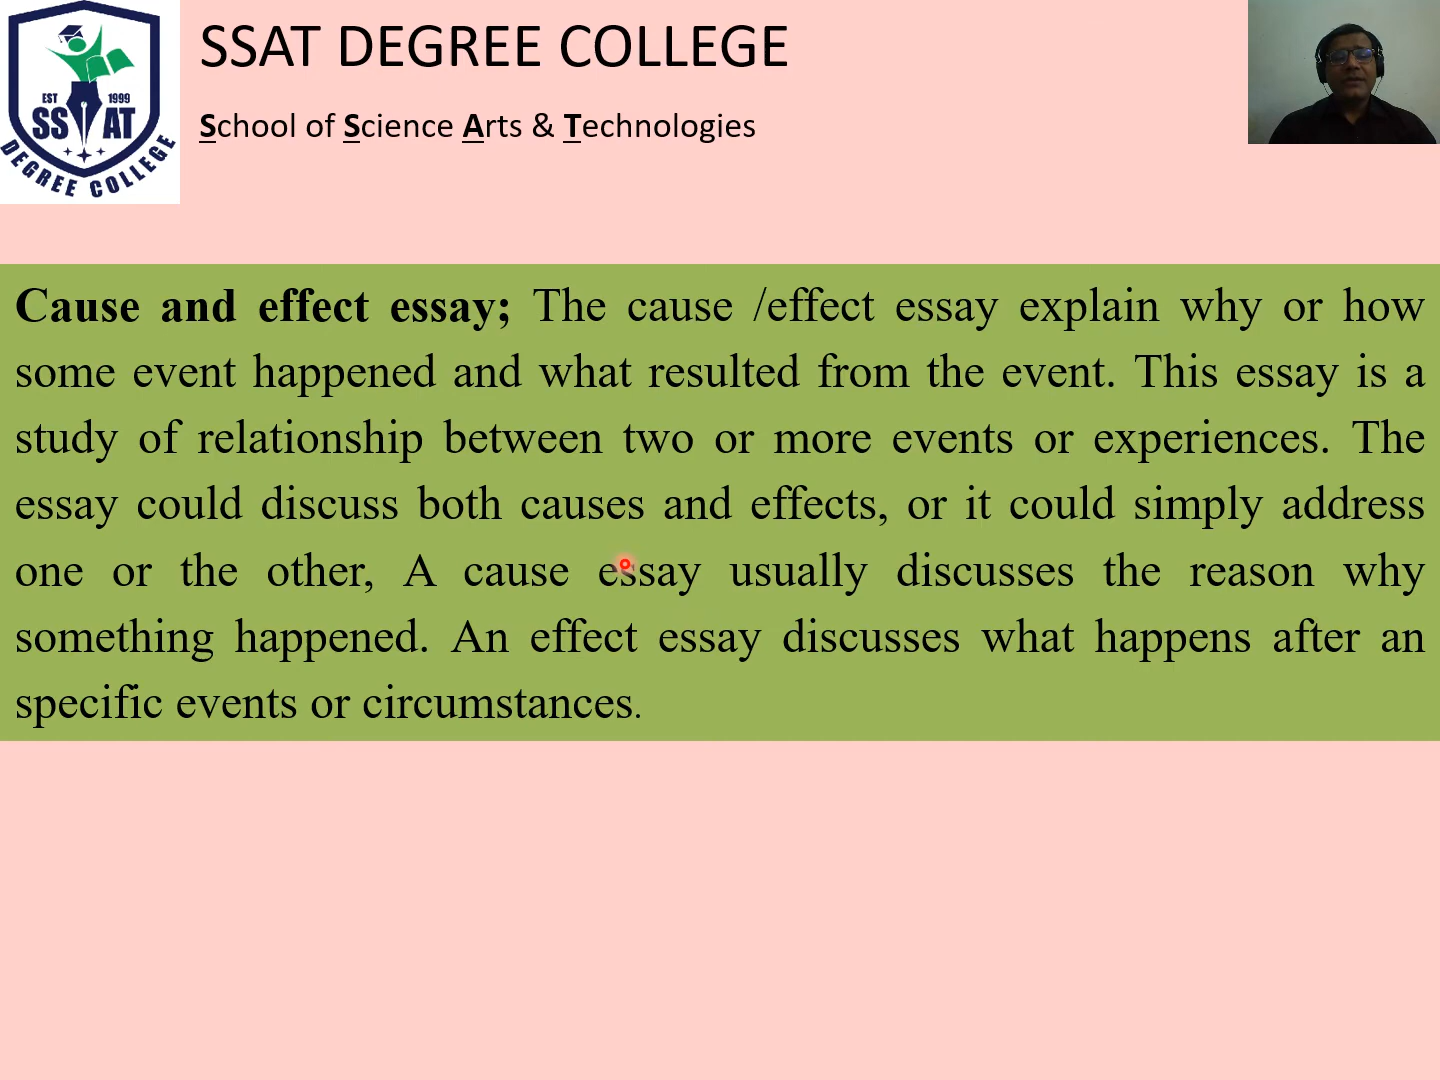 SSAT DEGREE COLLEGE
School of Science Arts & Technologies
EST 1999
SS AT
DEGREE COLLEGE
Cause and effect essay; The cause /effect essay explain why or how
some event happened and what resulted from the event. This essay is a
study of relationship between two or more events or experiences. The
essay could discuss both causes and effects, or it could simply address
one or the other, A cause essay usually discusses the reason why
something happened. An effect essay discusses what happens after an
specific events or circumstances.